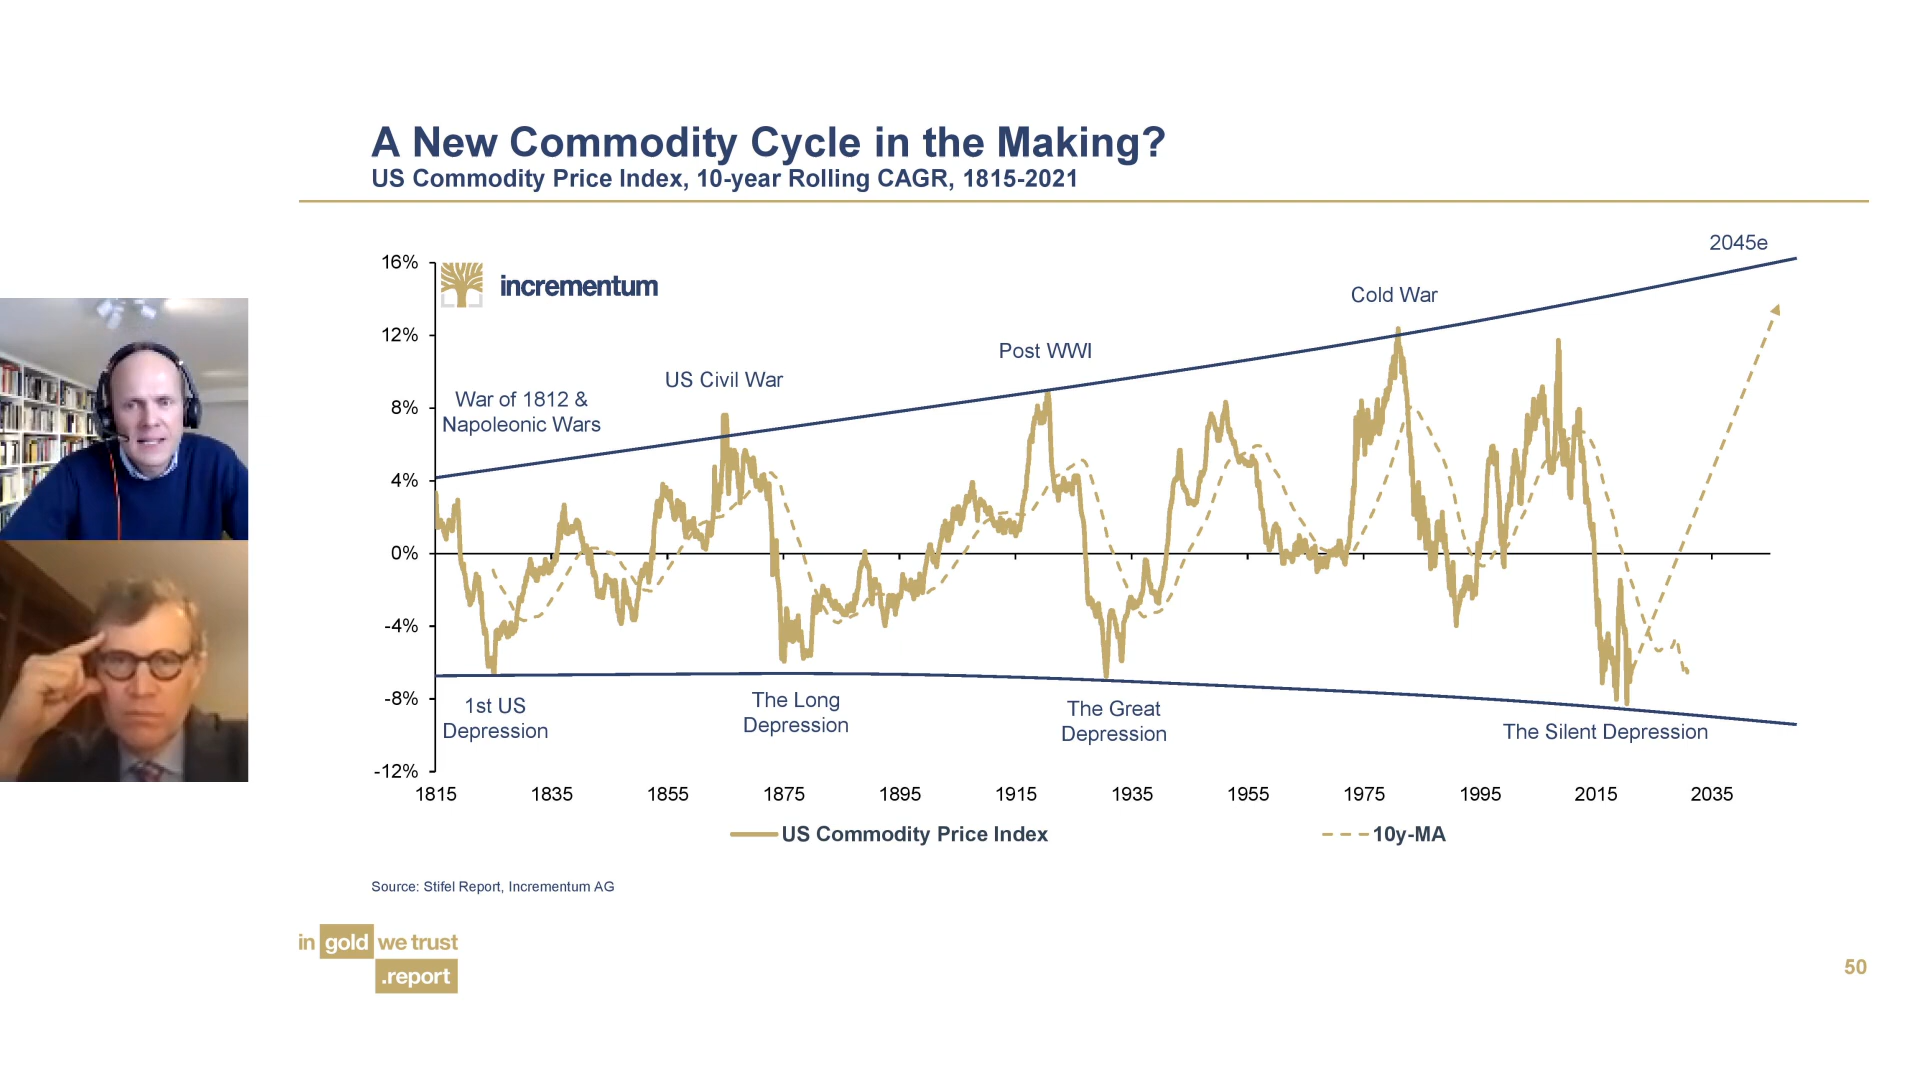 A New Commodity Cycle in the Making?
US Commodity Price Index, 10-year Rolling CAGR, 1815-2021
2045e
16%
incrementum
Cold War
12%
Post WWI
US Civil War
War of 1812 &
Napoleonic Wars
8%
4%
0%
-4%
-8%
1st US
Depression
The Long
Depression
The Great
Depression
The Silent Depression
-12%
1815 1835 1855 1875 1895 1915 1935 1955 1975 1995 2015 2035
US Commodity Price Index 10y-MA
Source: Stifel Report, Incrementum AG
in gold we trust
.report
50